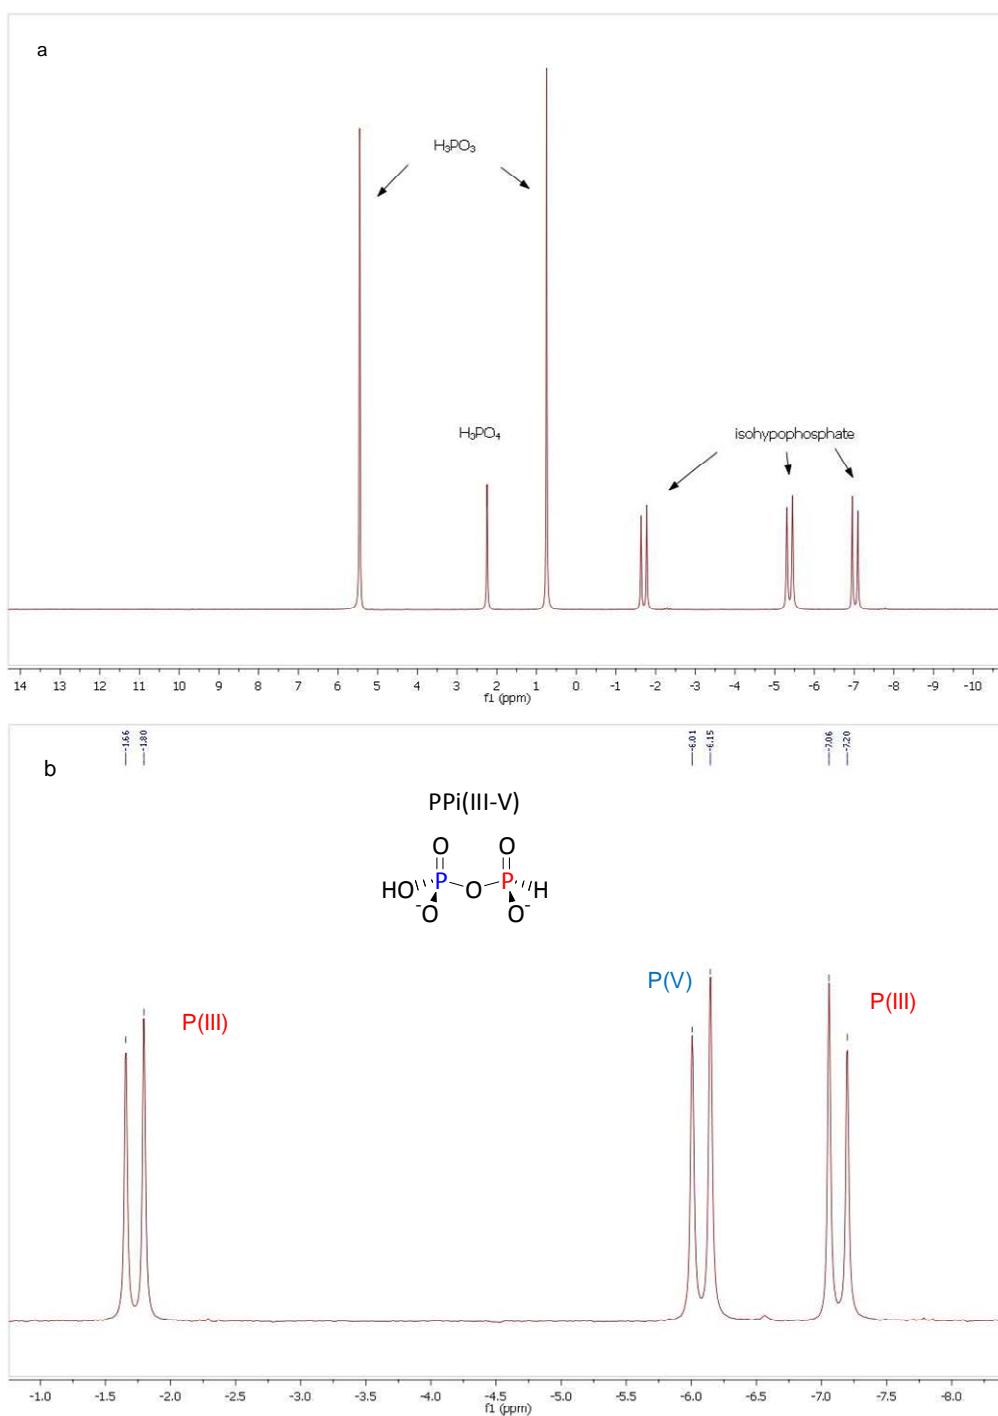 a
H₃PO₃
H₃PO₄
isohypophosphate
14 13 12 11 10 9 8 7 6 5 4 3 2 1 0 -1 -2 -3 -4 -5 -6 -7 -8 -9 -10
f1 (ppm)
-1.66 -1.80 -6.01 -6.15 -7.06 -7.20
b
PPi(III-V)
O O
HO P O P H
⁻O O⁻
P(V)
P(III)
P(III)
-1.0 -1.5 -2.0 -2.5 -3.0 -3.5 -4.0 -4.5 -5.0 -5.5 -6.0 -6.5 -7.0 -7.5 -8.0
f1 (ppm)